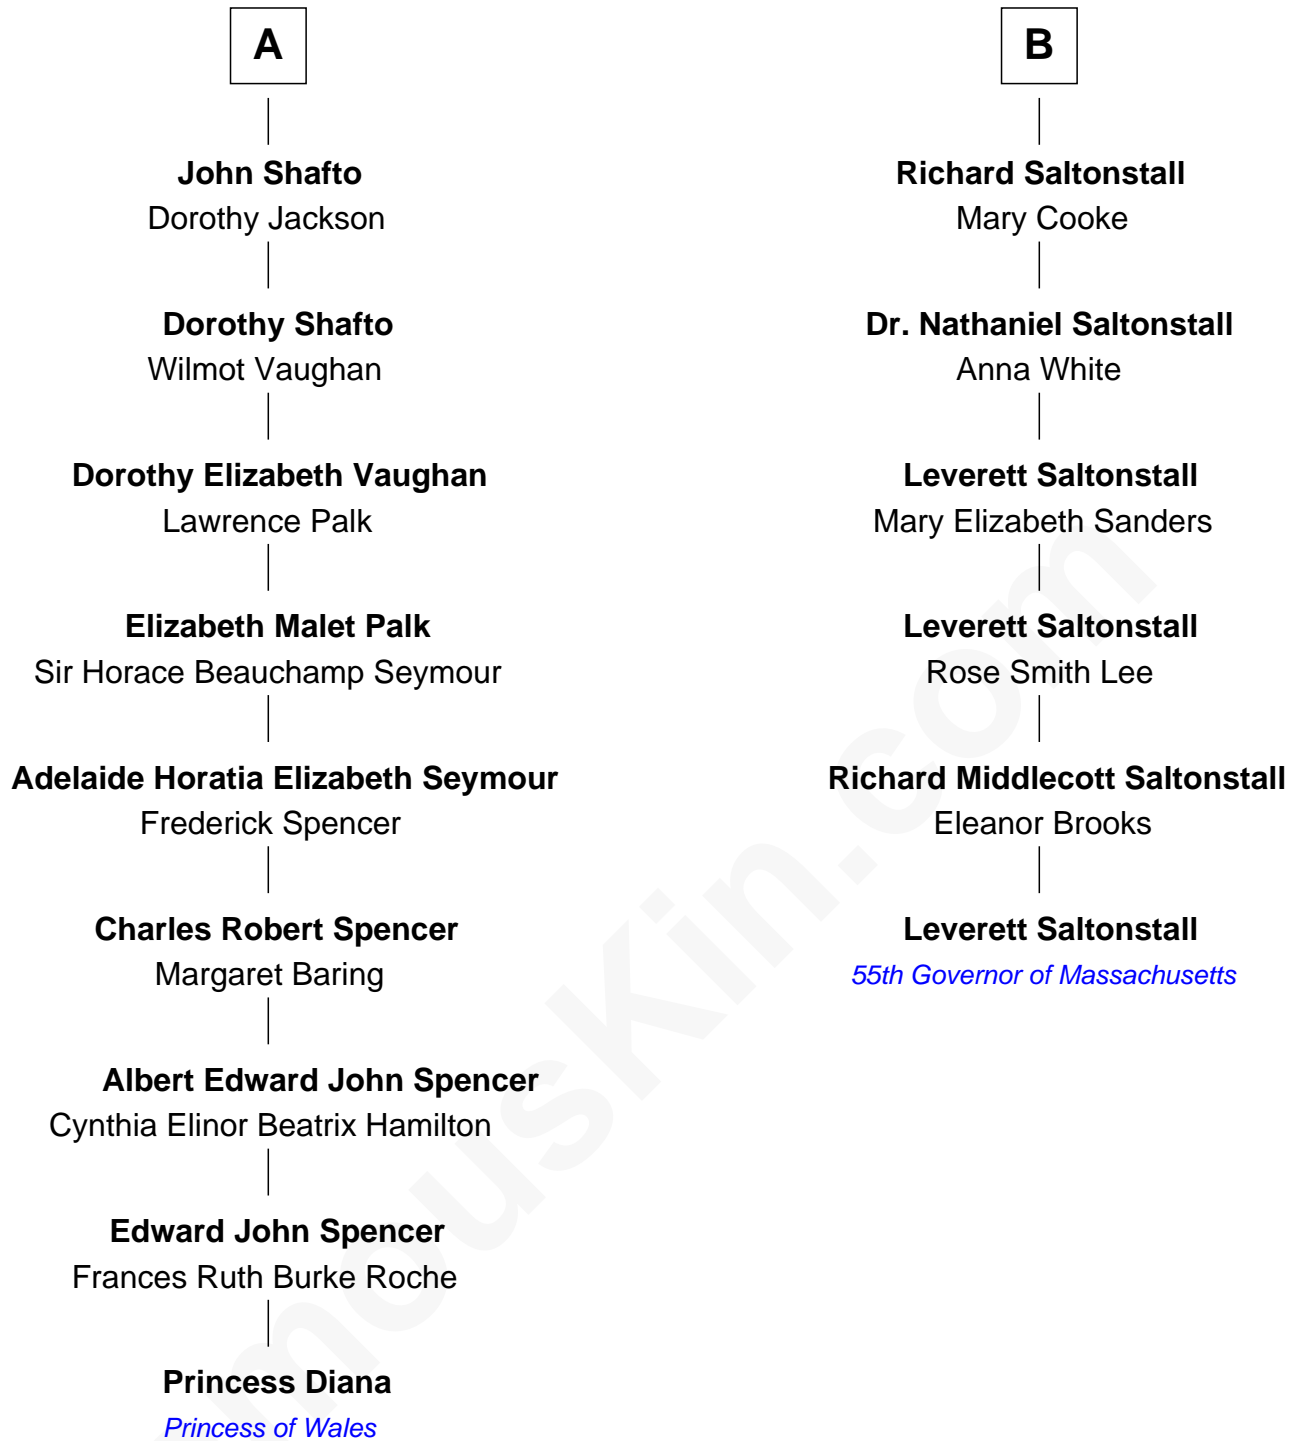 A
John Shafto
Dorothy Jackson
Dorothy Shafto
Wilmot Vaughan
Dorothy Elizabeth Vaughan
Lawrence Palk
Elizabeth Malet Palk
Sir Horace Beauchamp Seymour
Adelaide Horatia Elizabeth Seymour
Frederick Spencer
Charles Robert Spencer
Margaret Baring
Albert Edward John Spencer
Cynthia Elinor Beatrix Hamilton
Edward John Spencer
Frances Ruth Burke Roche
Princess Diana
Princess of Wales
B
Richard Saltonstall
Mary Cooke
Dr. Nathaniel Saltonstall
Anna White
Leverett Saltonstall
Mary Elizabeth Sanders
Leverett Saltonstall
Rose Smith Lee
Richard Middlecott Saltonstall
Eleanor Brooks
Leverett Saltonstall
55th Governor of Massachusetts
mousKin.com